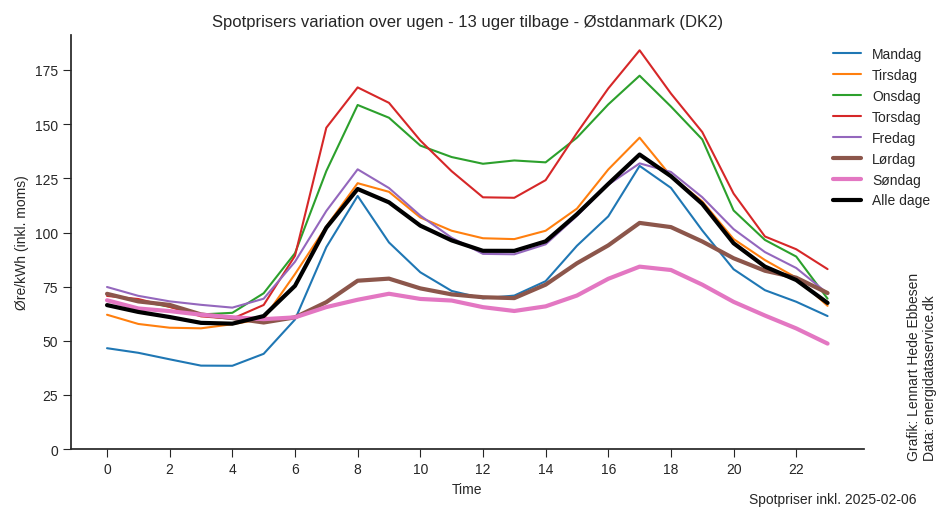 Spotprisers variation over ugen - 13 uger tilbage - Østdanmark (DK2)
Øre/kWh (inkl. moms)
175
150
125
100
75
50
25
0
0 2 4 6 8 10 12 14 16 18 20 22
Time
Mandag
Tirsdag
Onsdag
Torsdag
Fredag
Lørdag
Søndag
Alle dage
Grafik: Lennart Hede Ebbesen
Data: energidataservice.dk
Spotpriser inkl. 2025-02-06